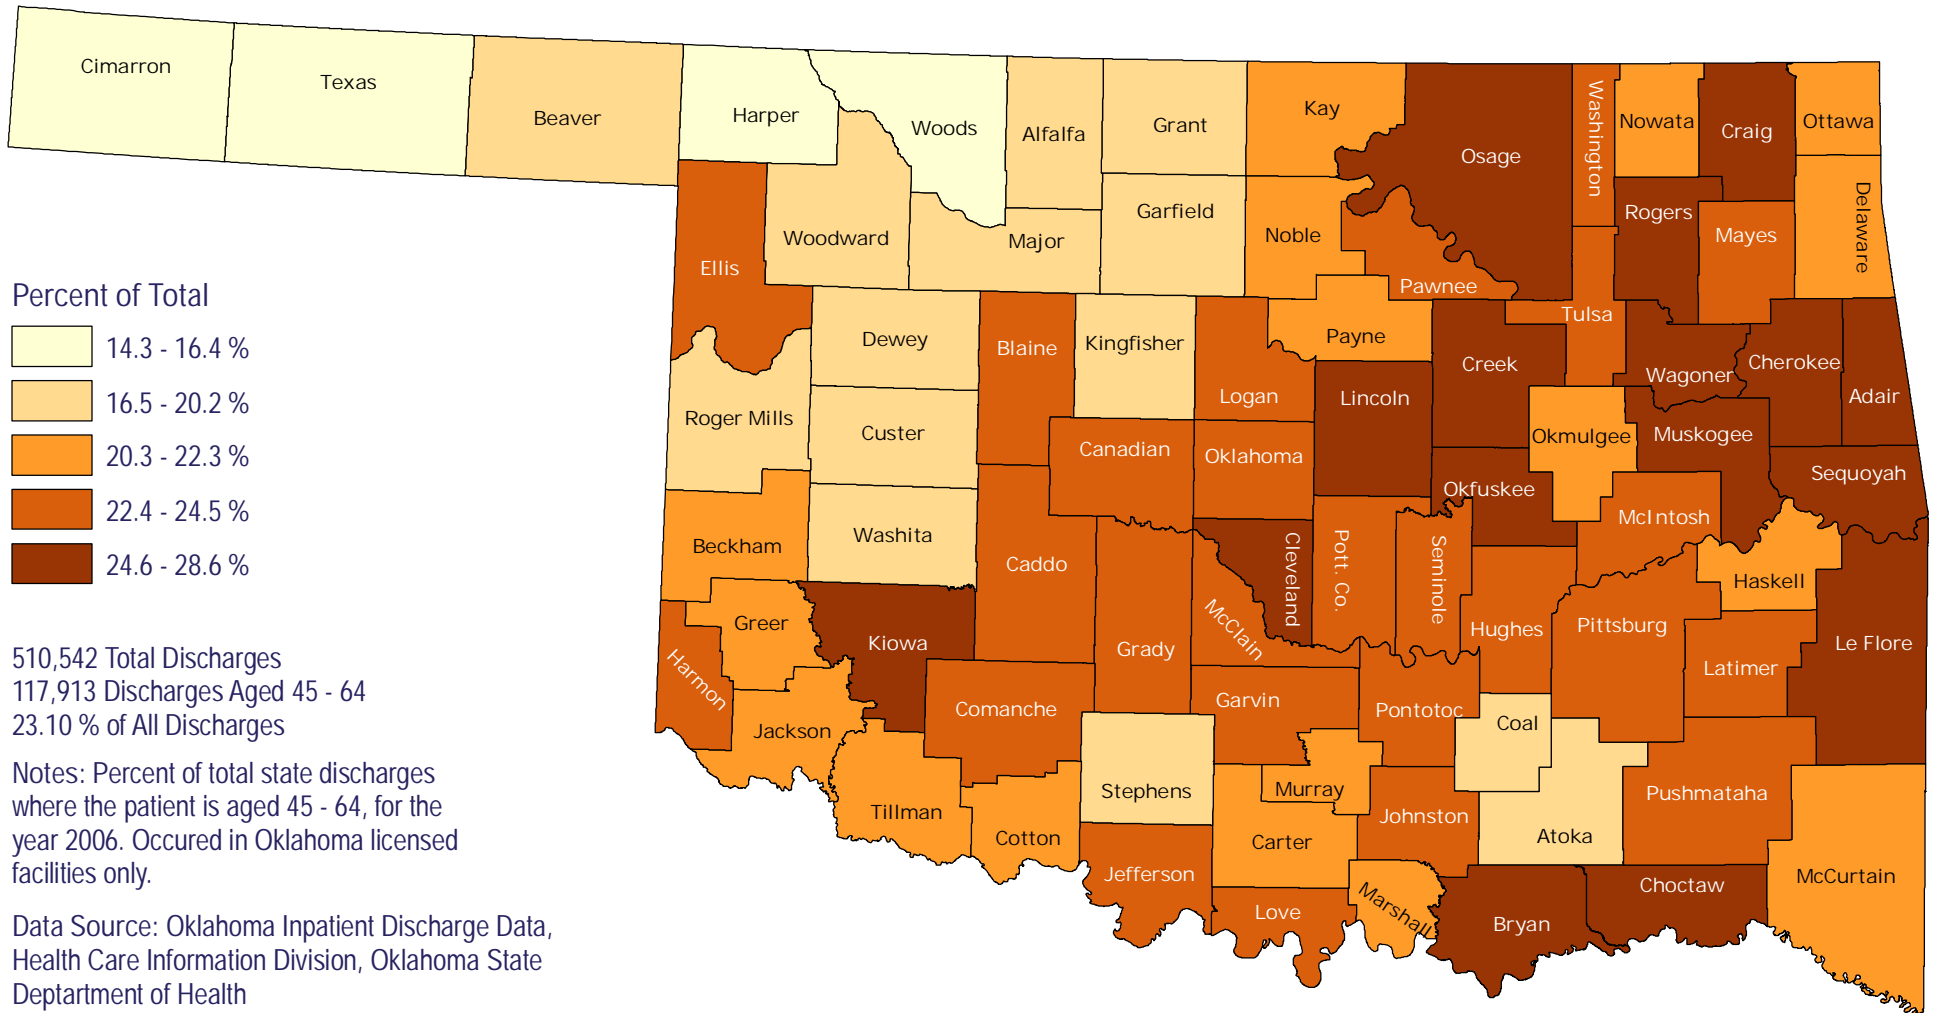 Cimarron
Texas
Beaver
Harper
Woods
Alfalfa
Grant
Kay
Osage
Washington
Nowata
Craig
Ottawa
Delaware
Ellis
Woodward
Major
Garfield
Noble
Pawnee
Rogers
Mayes
Tulsa
Dewey
Blaine
Kingfisher
Logan
Payne
Lincoln
Creek
Wagoner
Cherokee
Adair
Roger Mills
Custer
Canadian
Oklahoma
Okmulgee
Muskogee
Sequoyah
Okfuskee
McIntosh
Beckham
Washita
Caddo
Cleveland
Pott. Co.
Seminole
Haskell
Greer
Kiowa
Grady
McClain
Hughes
Pittsburg
Latimer
Le Flore
Harmon
Jackson
Comanche
Garvin
Pontotoc
Coal
Stephens
Murray
Johnston
Atoka
Pushmataha
Tillman
Cotton
Carter
Jefferson
Love
Marshall
Bryan
Choctaw
McCurtain
Percent of Total
14.3 - 16.4 %
16.5 - 20.2 %
20.3 - 22.3 %
22.4 - 24.5 %
24.6 - 28.6 %
510,542 Total Discharges
117,913 Discharges Aged 45 - 64
23.10 % of All Discharges
Notes: Percent of total state discharges
where the patient is aged 45 - 64, for the
year 2006. Occured in Oklahoma licensed
facilities only.
Data Source: Oklahoma Inpatient Discharge Data,
Health Care Information Division, Oklahoma State
Deptartment of Health